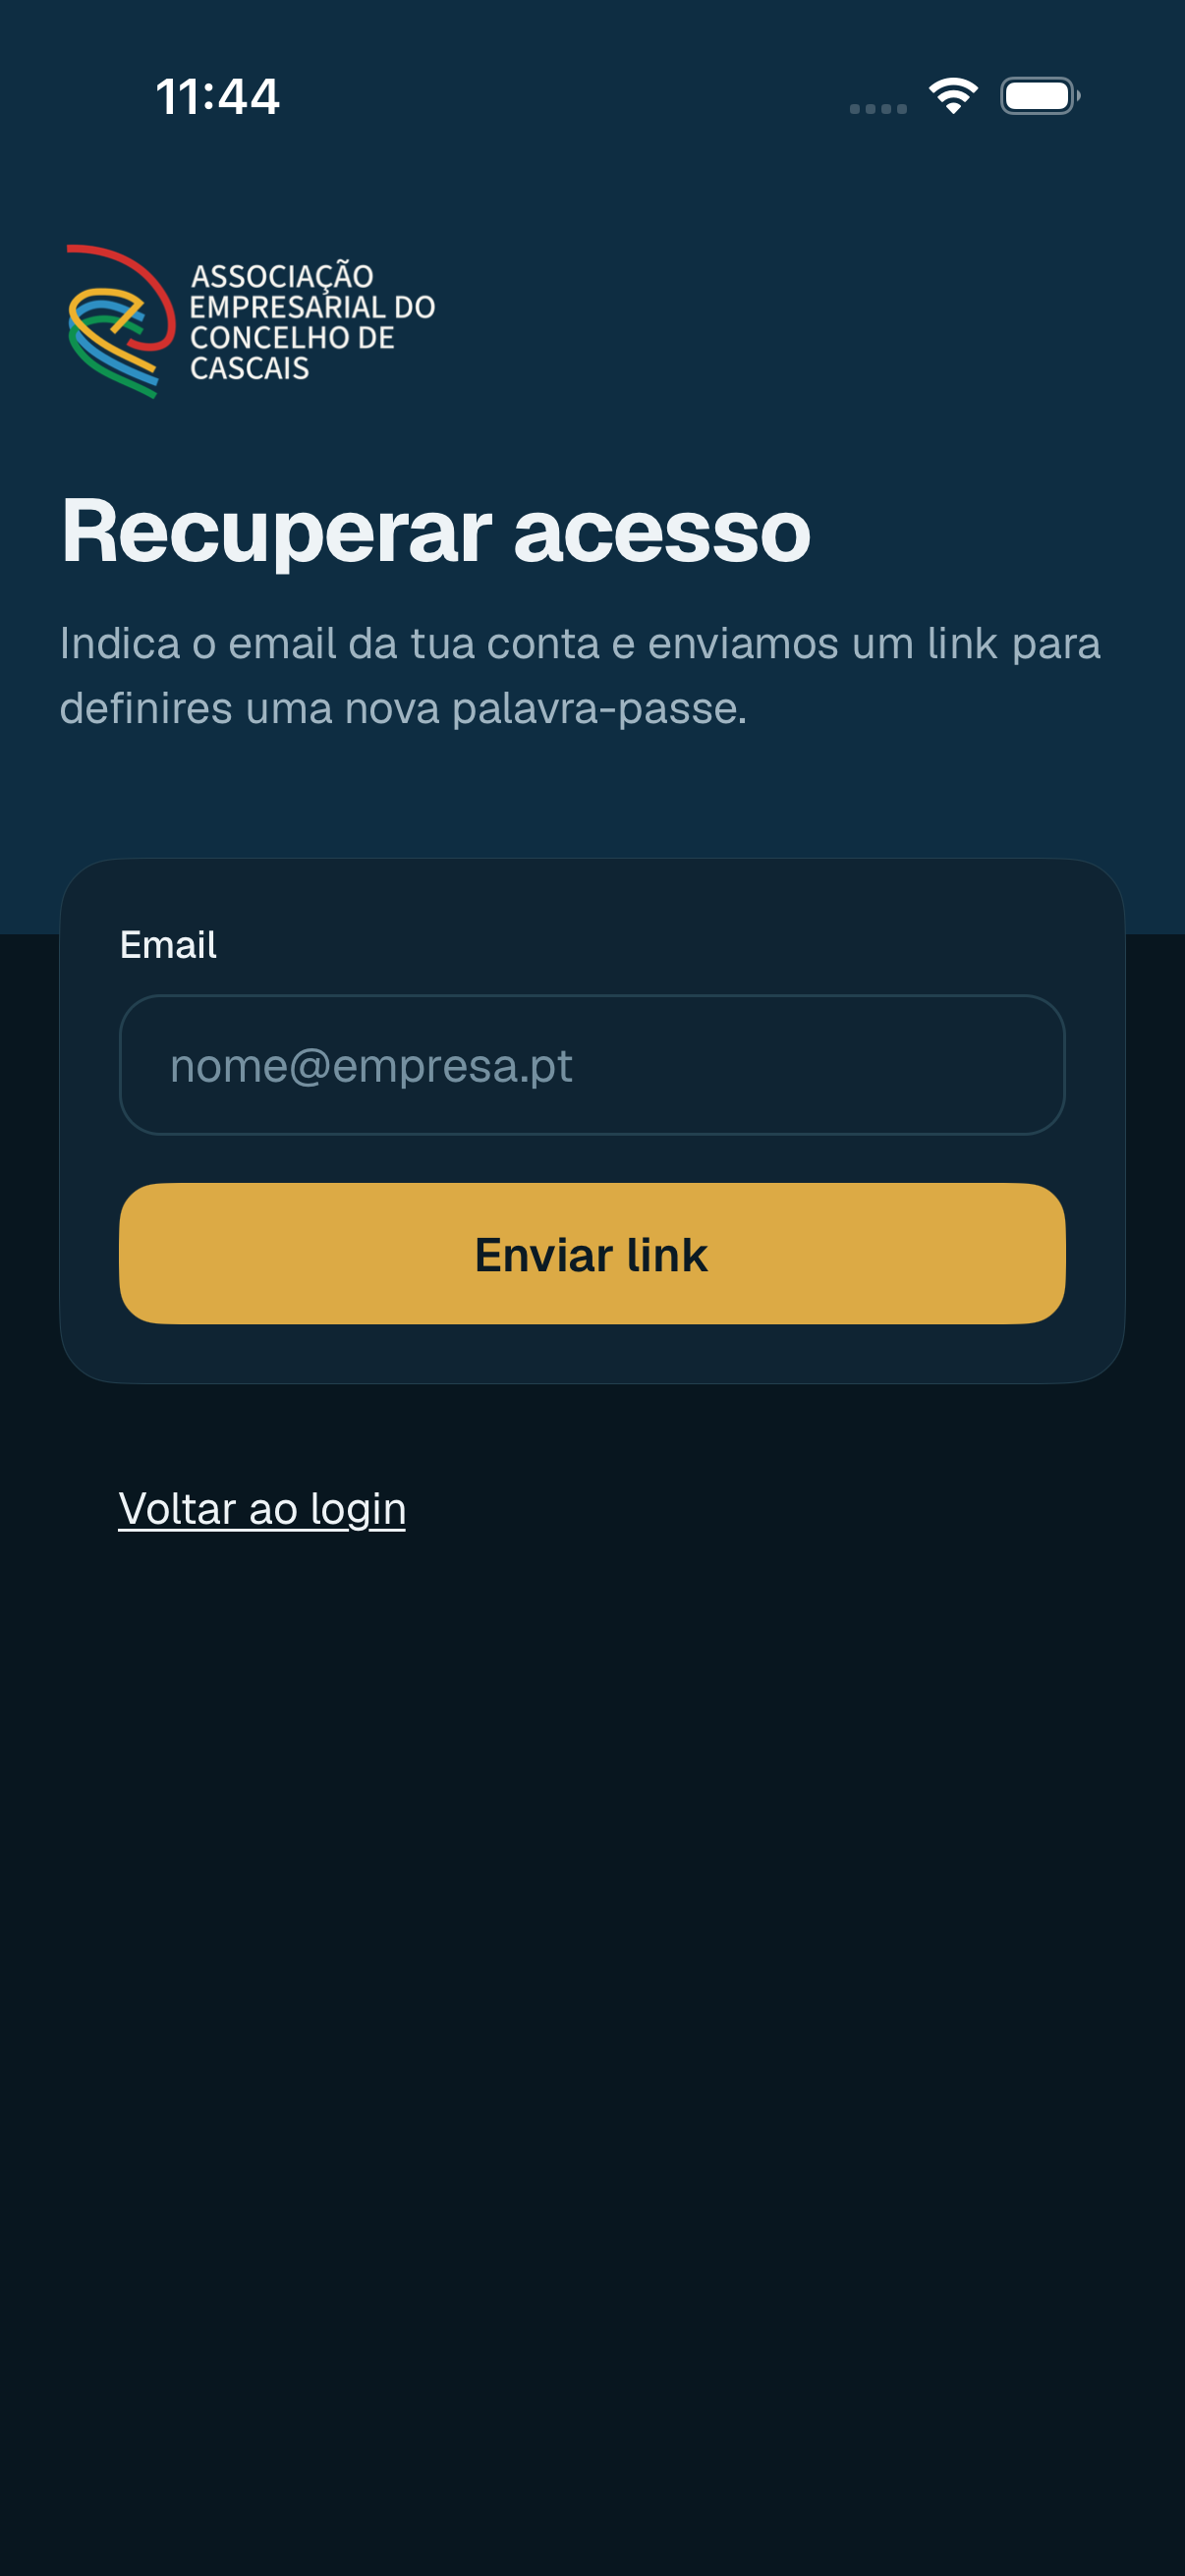 11:44
ASSOCIAÇÃO
EMPRESARIAL DO
CONCELHO DE
CASCAIS
Recuperar acesso
Indica o email da tua conta e enviamos um link para
definires uma nova palavra-passe.
Email
nome@empresa.pt
Enviar link
Voltar ao login